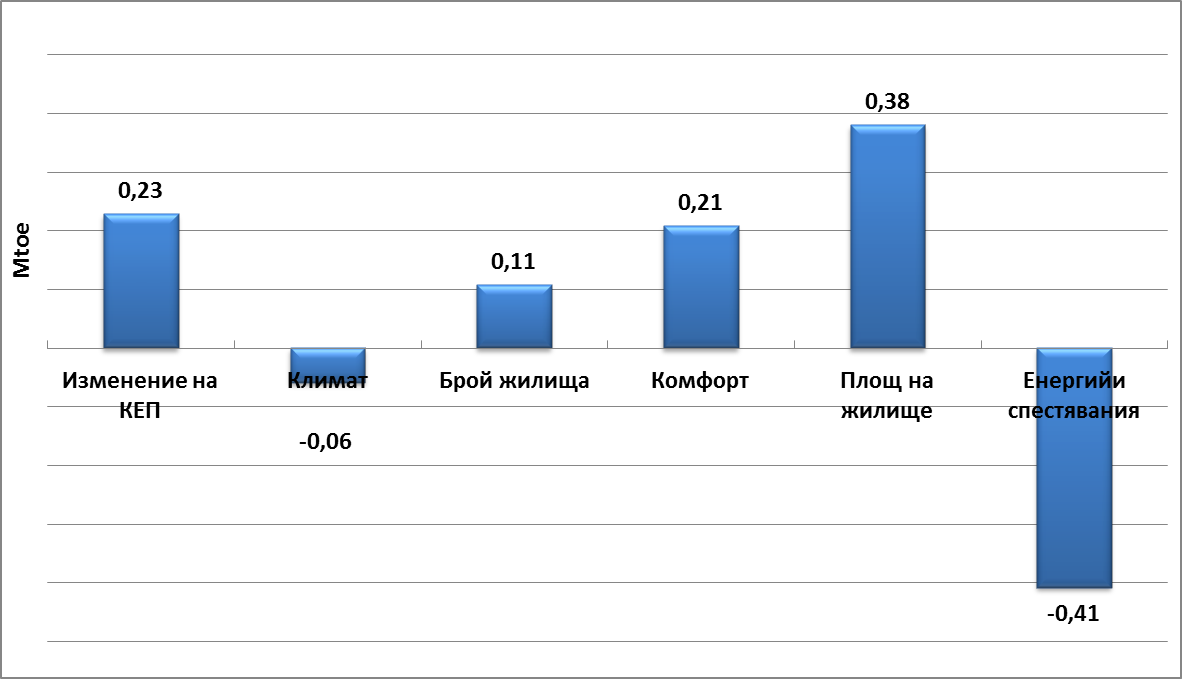 Mtoe
0,23
-0,06
0,11
0,21
0,38
-0,41
Изменение на
КЕП
Климат
Брой жилища
Комфорт
Площ на
жилище
Енергийи
спестявания